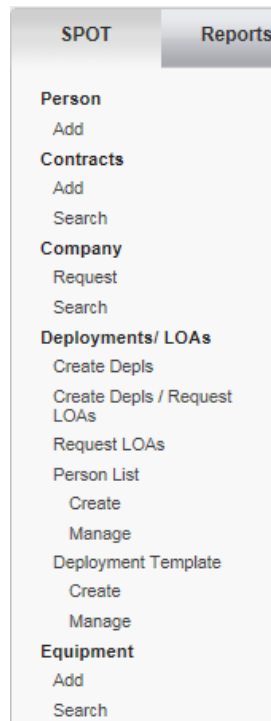 SPOT Reports
Person
Add
Contracts
Add
Search
Company
Request
Search
Deployments/ LOAs
Create Depls
Create Depls / Request
LOAs
Request LOAs
Person List
Create
Manage
Deployment Template
Create
Manage
Equipment
Add
Search